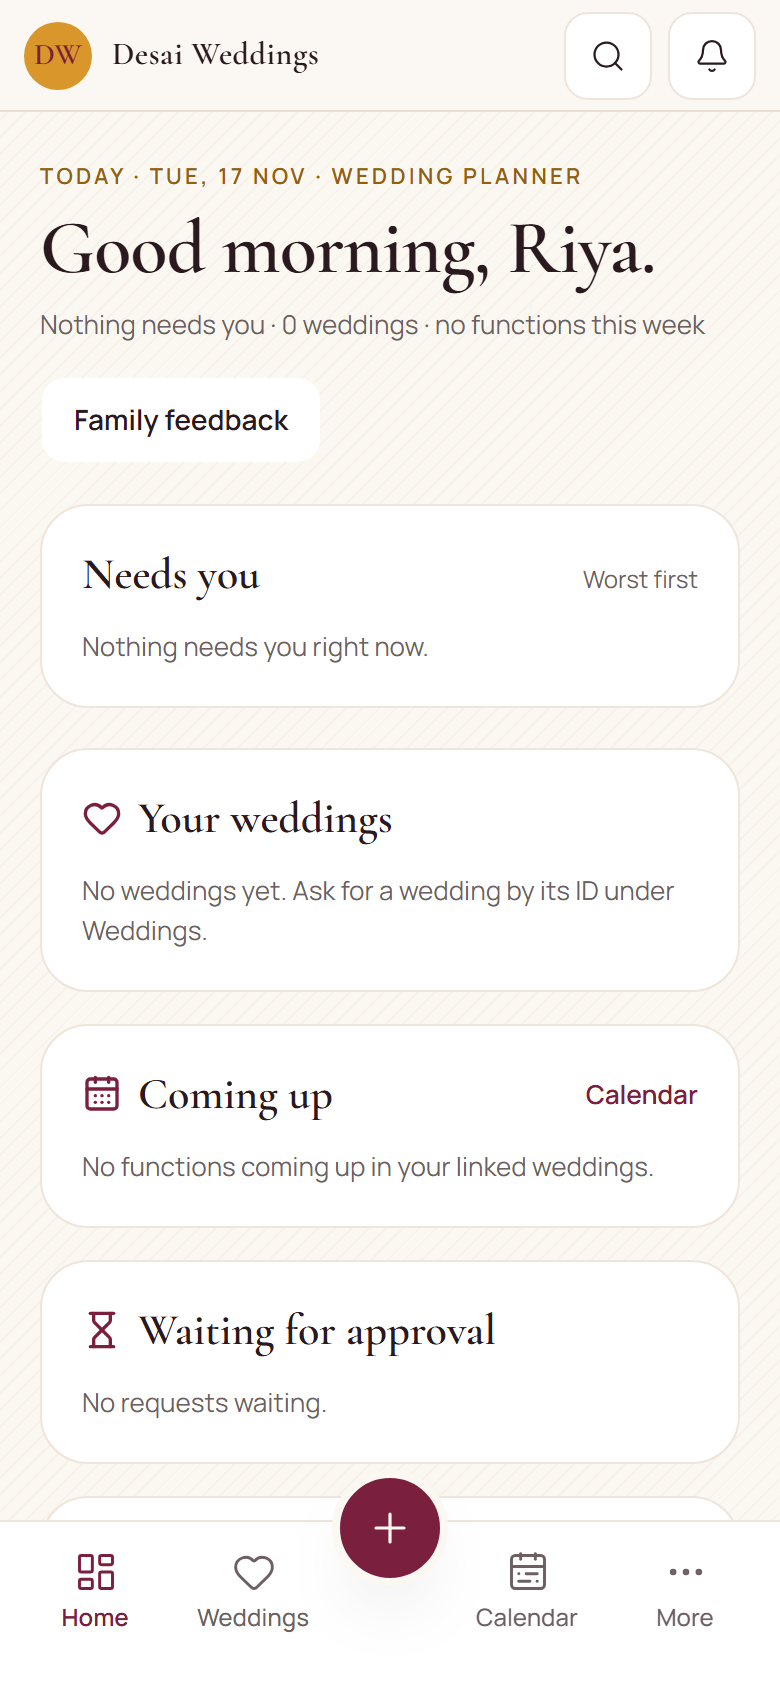 DW Desai Weddings
TODAY · TUE, 17 NOV · WEDDING PLANNER
Good morning, Riya.
Nothing needs you · 0 weddings · no functions this week
Family feedback
Needs you
Worst first
Nothing needs you right now.
Your weddings
No weddings yet. Ask for a wedding by its ID under
Weddings.
Coming up
Calendar
No functions coming up in your linked weddings.
Waiting for approval
No requests waiting.
Home
Weddings
Calendar
More